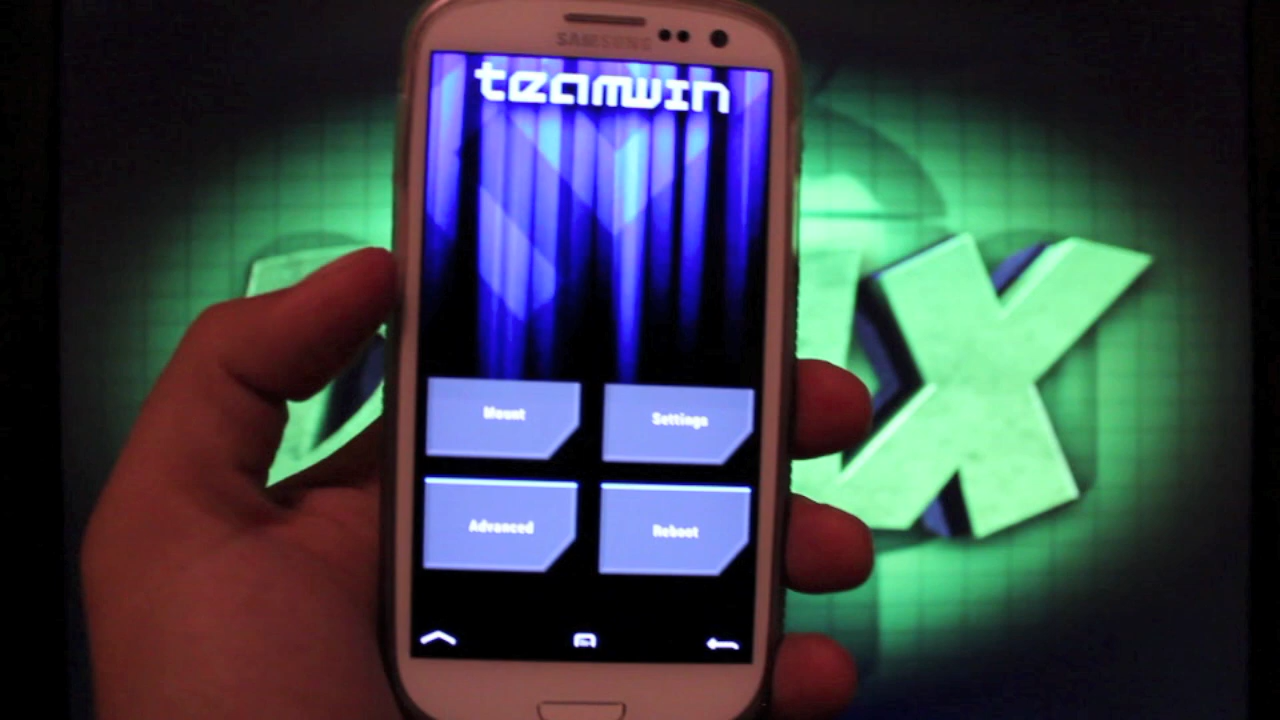 SAMSUNG
teamwin
Mount
Settings
Advanced
Reboot
X